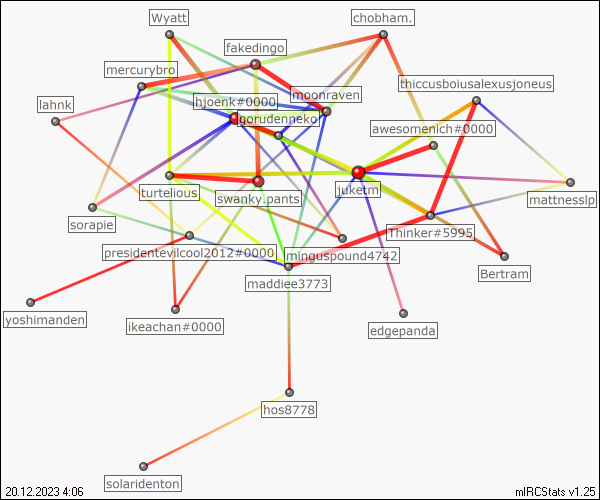 Wyatt
chobham.
fakedingo
mercurybro
thiccusboiusalexusjoneus
moonraven
hjoenk#0000
lahnk
gorudenneko
awesomenich#0000
turtelious
swanky.pants
juketm
mattnesslp
sorapie
Thinker#5995
presidentevilcool2012#0000
minguspound4742
Bertram
maddiee3773
yoshimanden
ikeachan#0000
edgepanda
hos8778
solaridenton
20.12.2023 4:06
mIRCStats v1.25